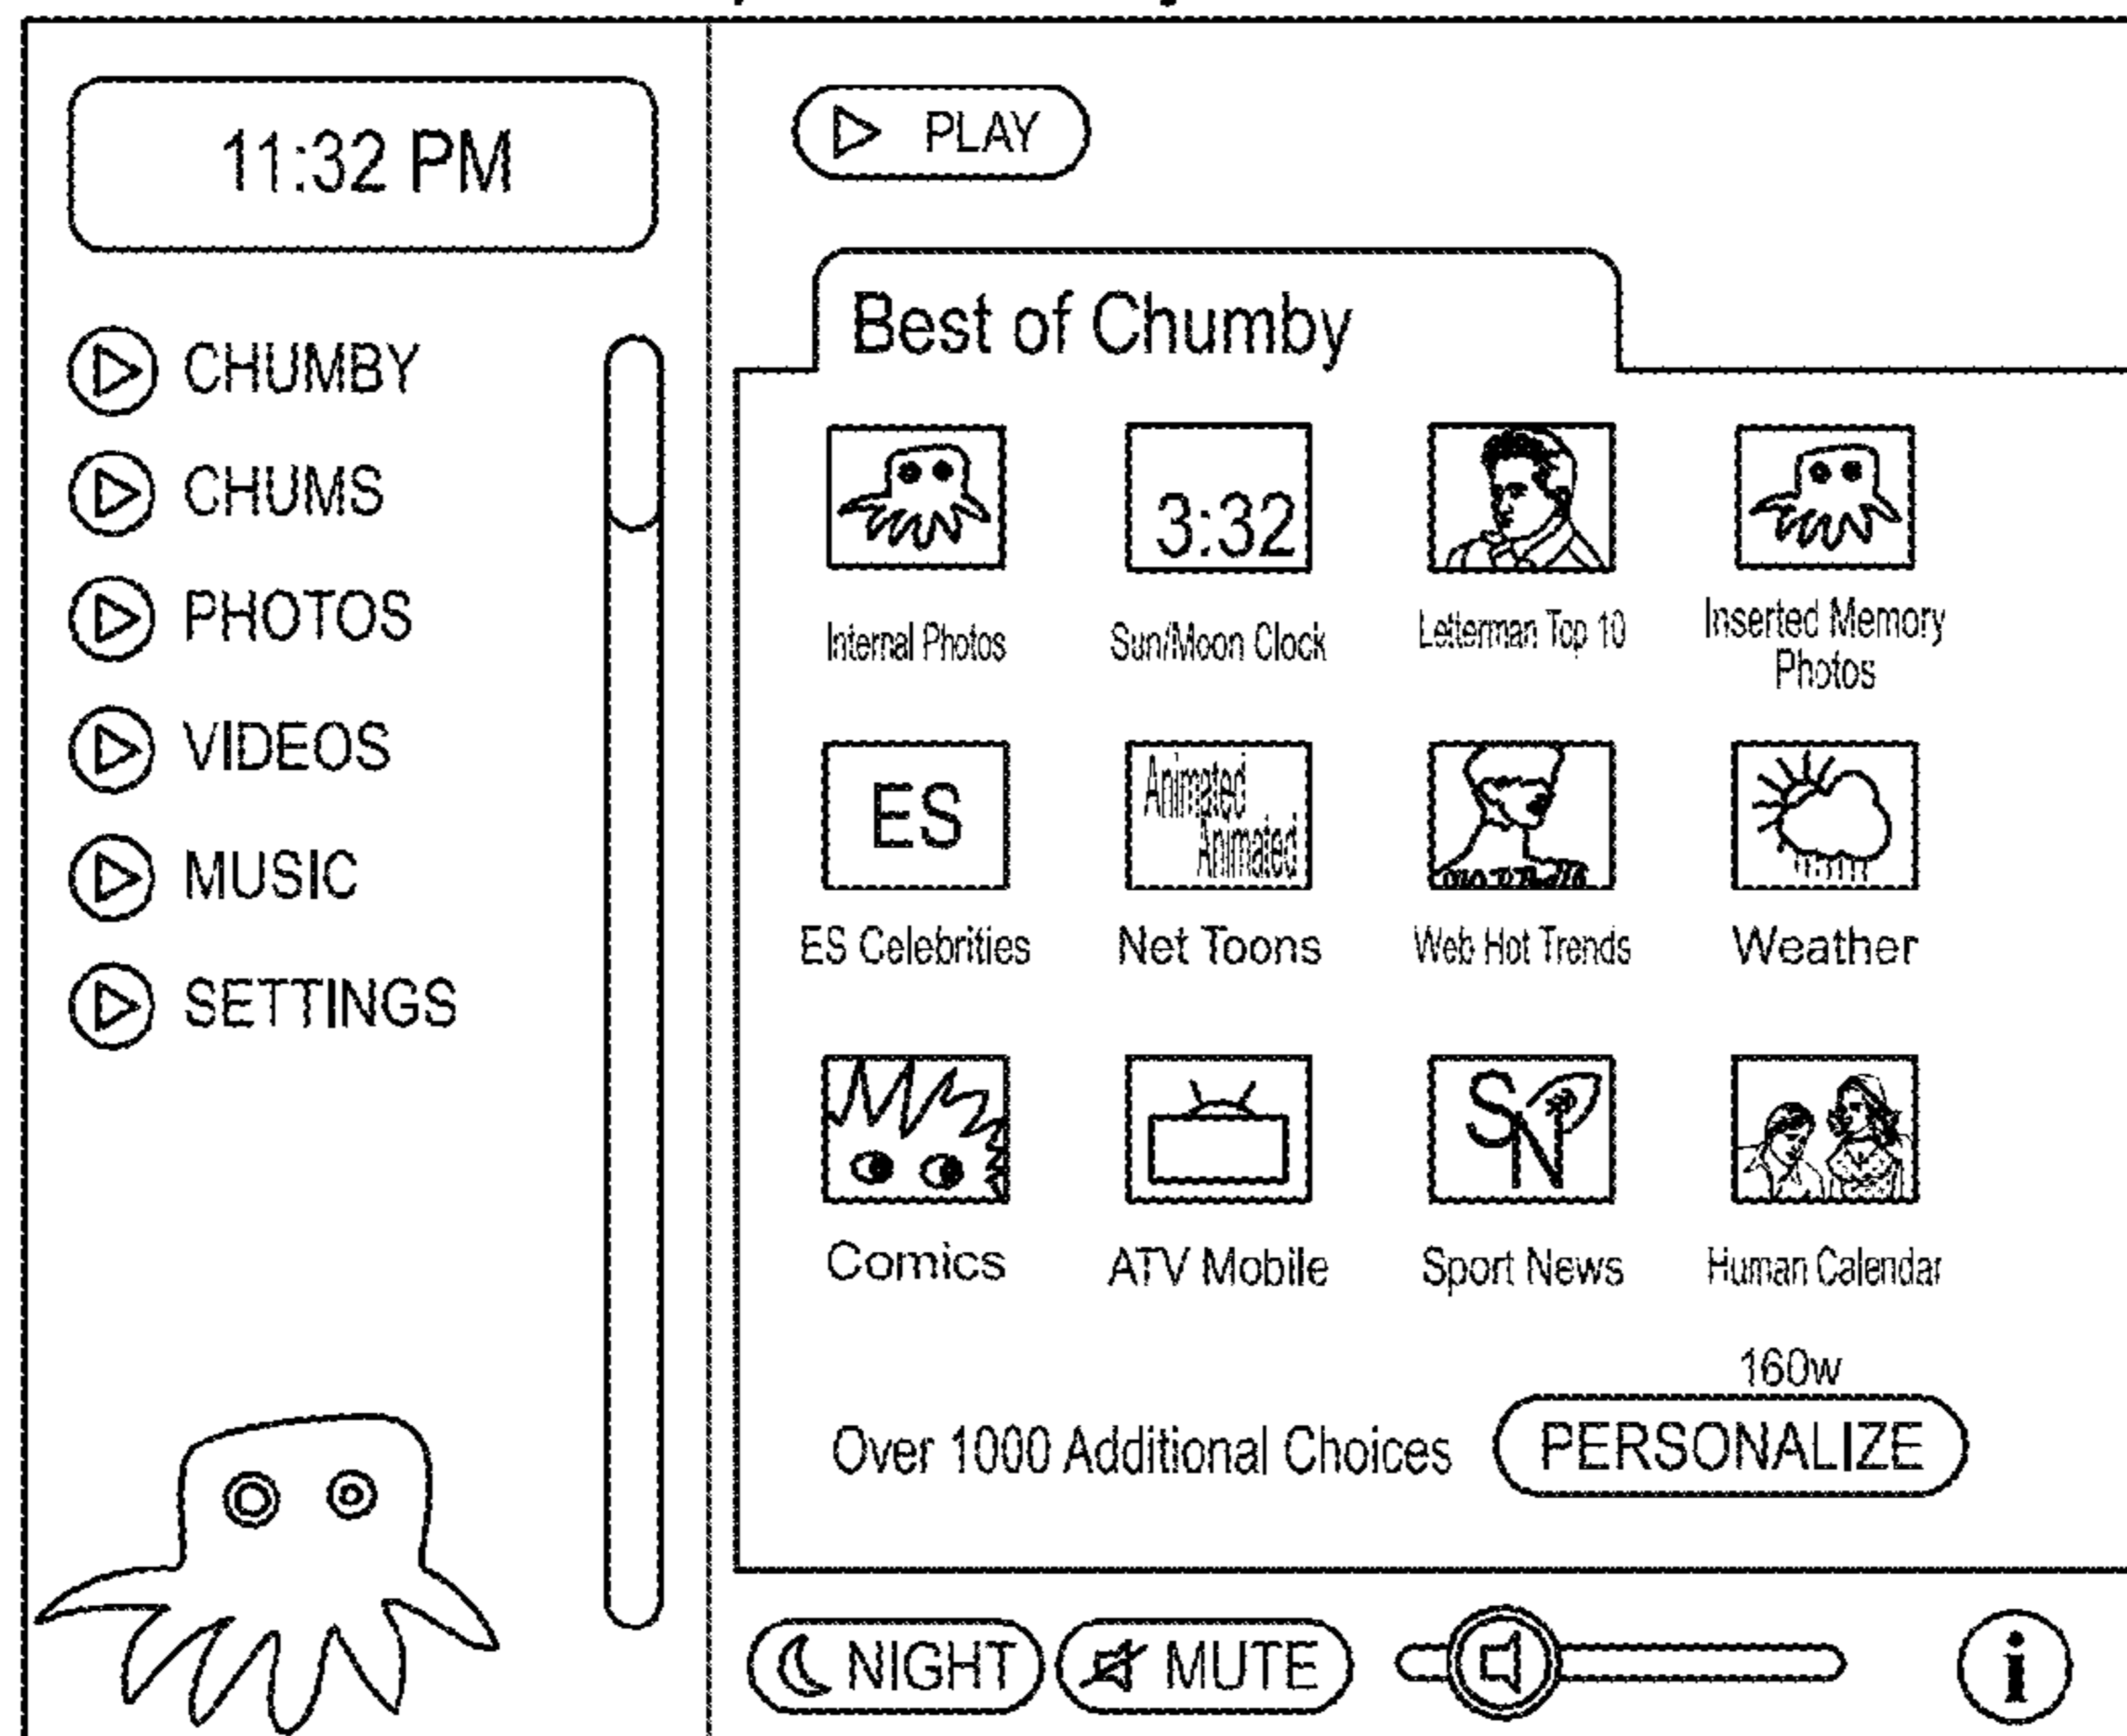 11:32 PM
CHUMBY
CHUMS
PHOTOS
VIDEOS
MUSIC
SETTINGS
PLAY
Best of Chumby
3:32
Internal Photos
Sun/Moon Clock
Letterman Top 10
Inserted Memory
Photos
ES
Animated
Animated
ES Celebrities
Net Toons
Web Hot Trends
Weather
SN
Comics
ATV Mobile
Sport News
Human Calendar
160w
Over 1000 Additional Choices
PERSONALIZE
NIGHT
MUTE
i